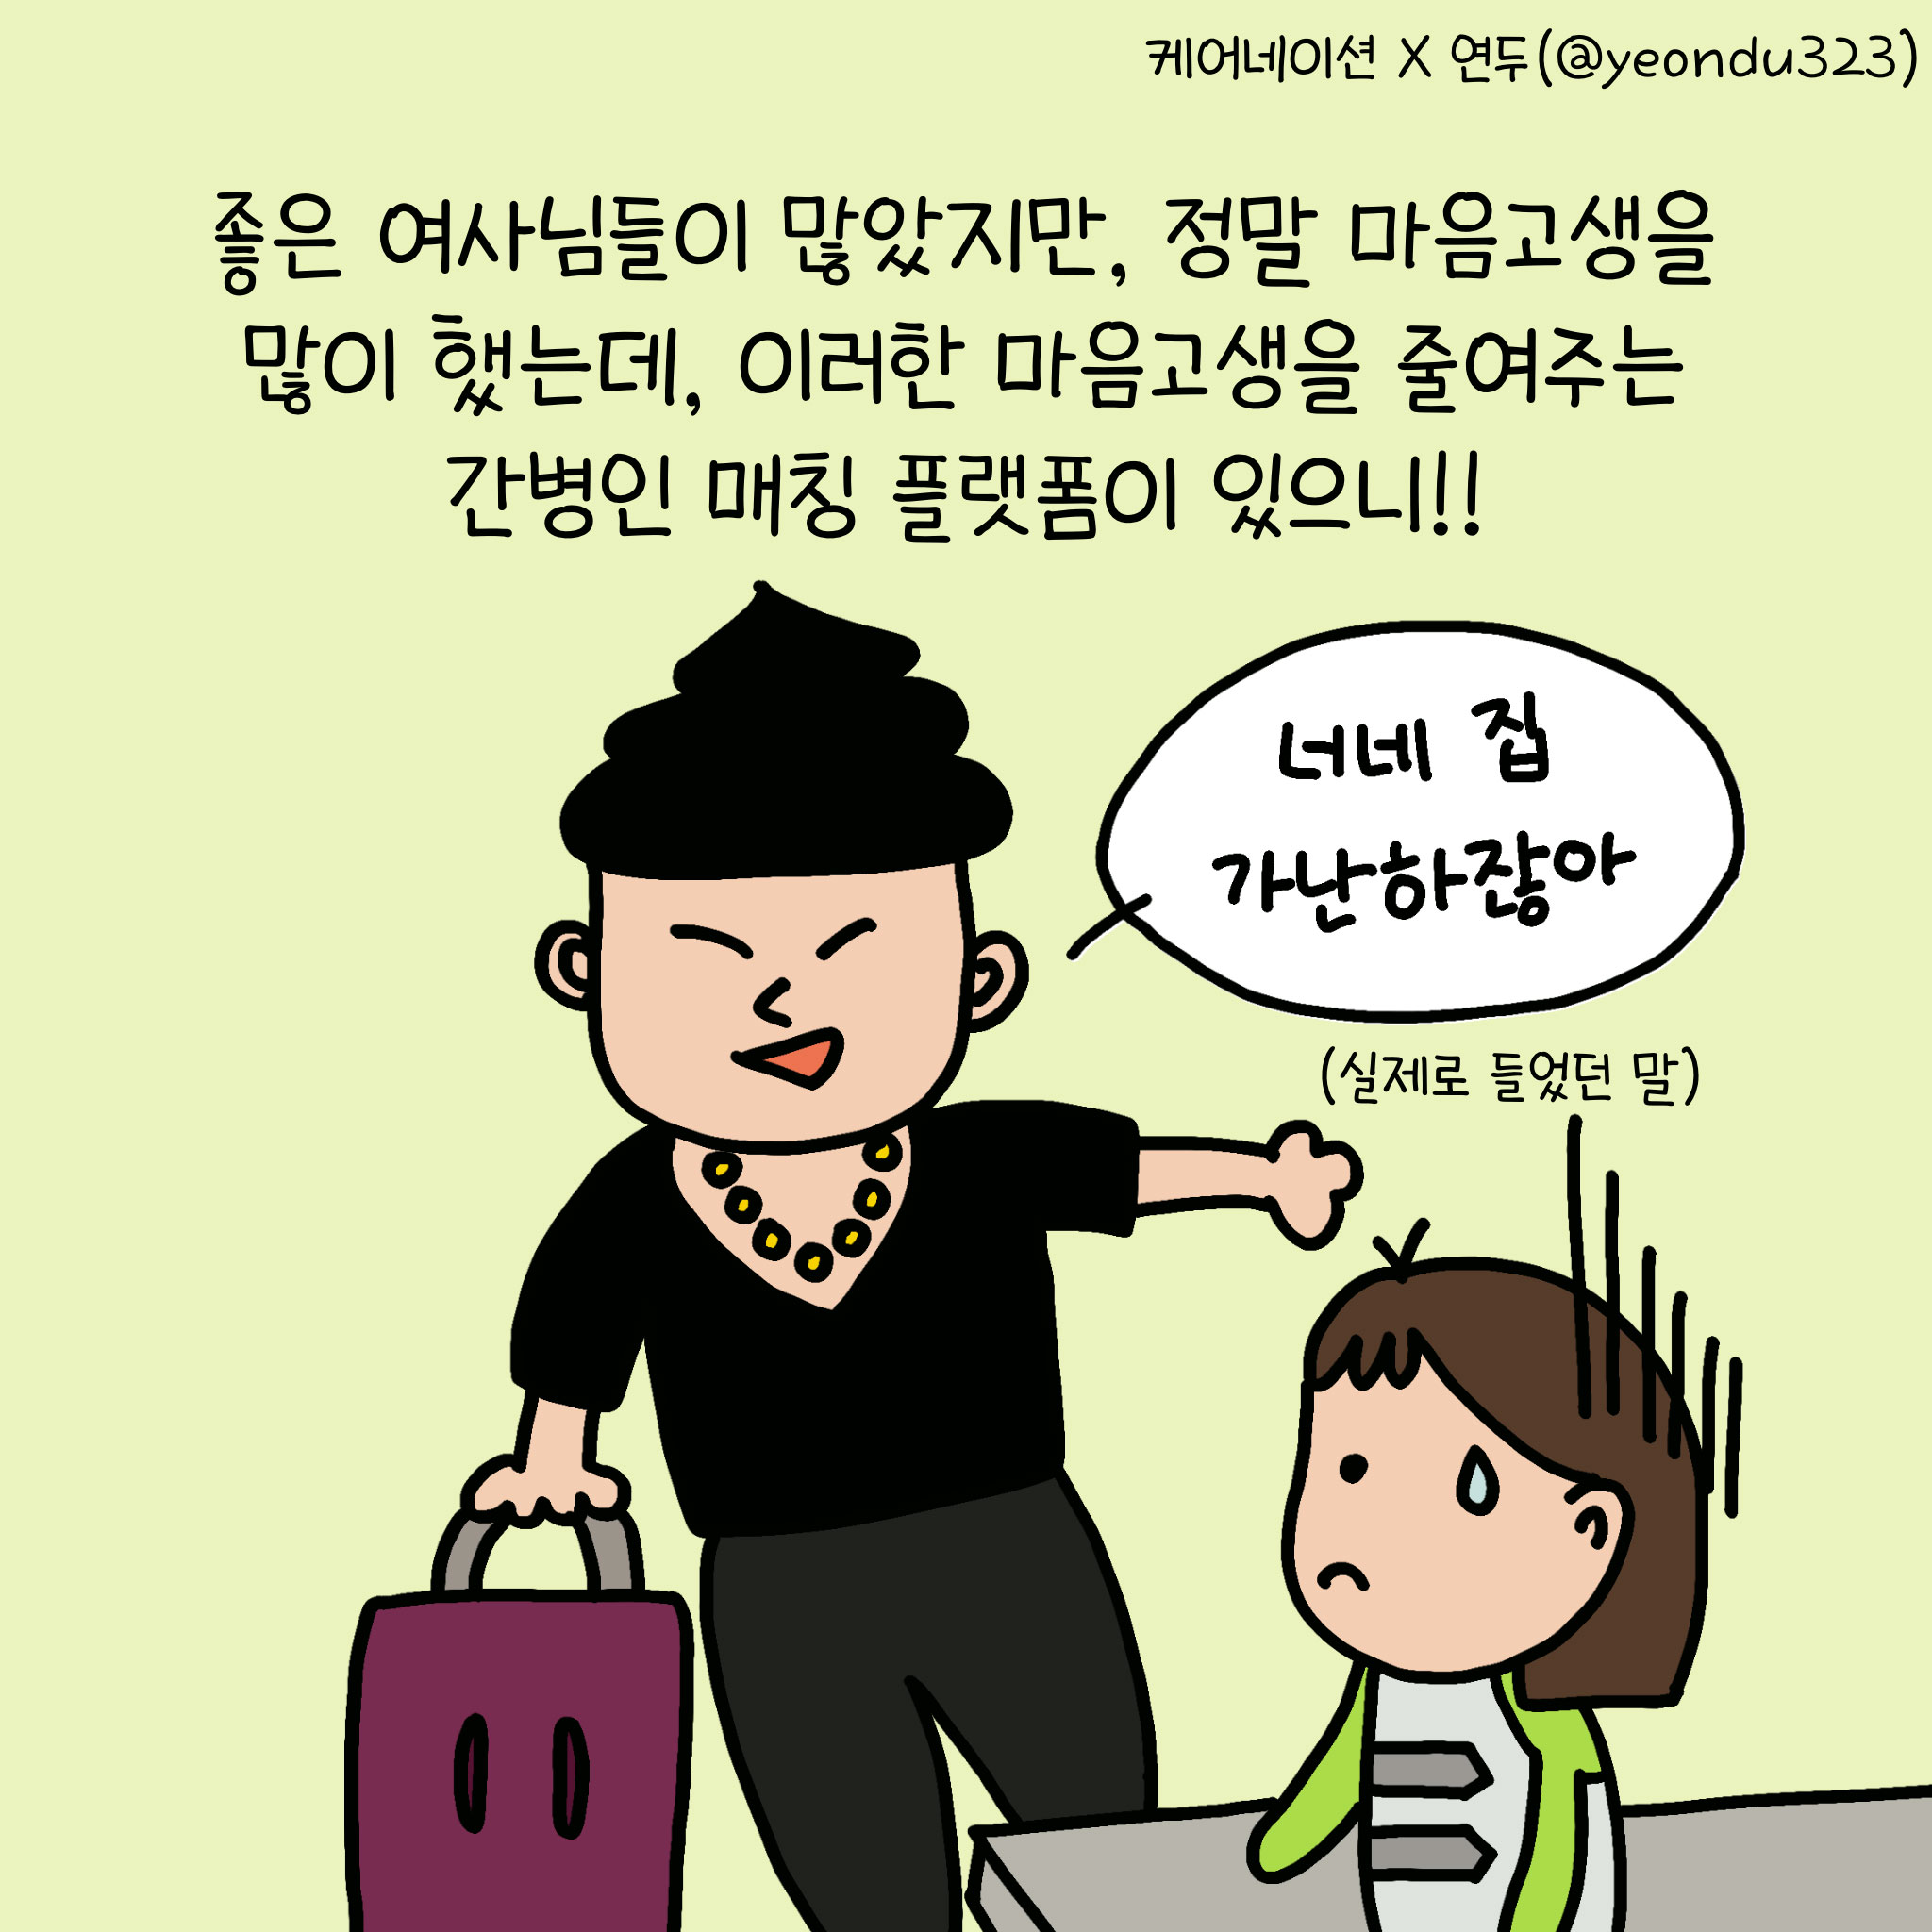 케어네이션 X 연두(@yeondu323)
좋은 여사님들이 많았지만, 정말 마음고생을
많이 했는데, 이러한 마음고생을 줄여주는
간병인 매칭 플랫폼이 있으니!!
너네 집
가난하잖아
(실제로 들었던 말)